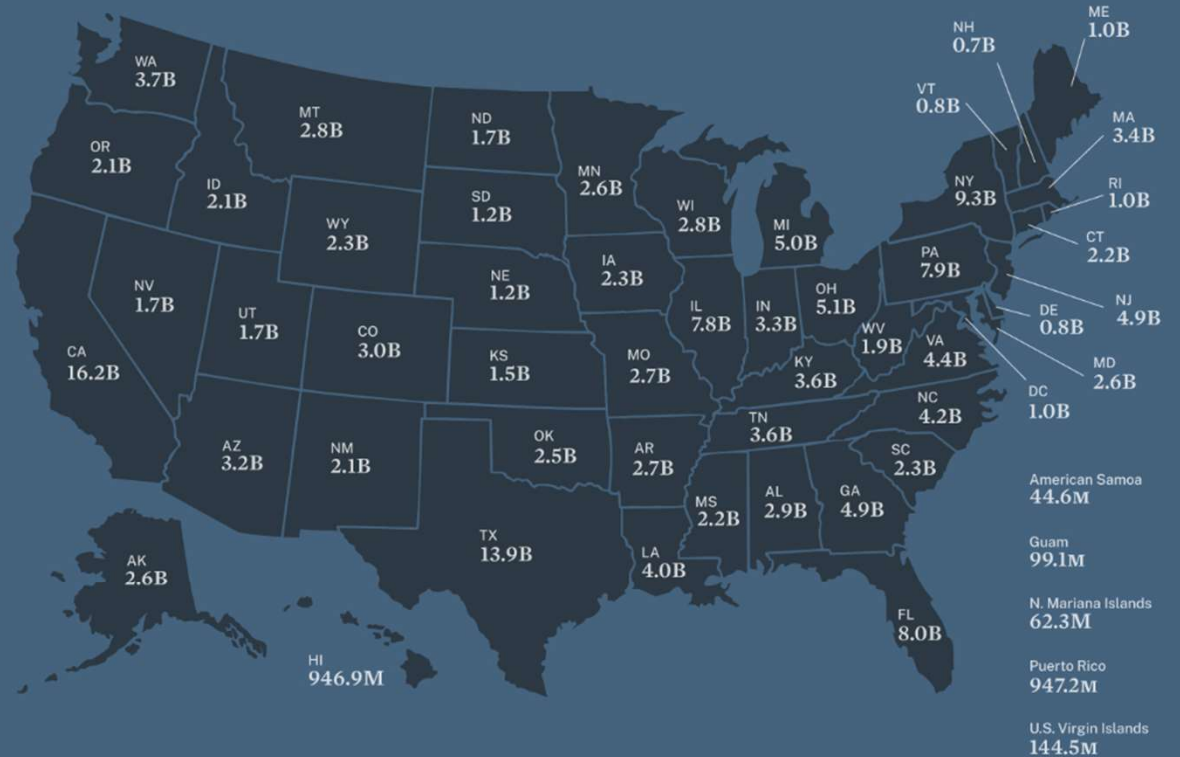 ME
1.0B
NH
0.7B
VT
0.8B
MA
3.4B
RI
1.0B
CT
2.2B
NJ
4.9B
DE
0.8B
MD
2.6B
DC
1.0B
WA
3.7B
MT
2.8B
ND
1.7B
OR
2.1B
ID
2.1B
MN
2.6B
SD
1.2B
WI
2.8B
NY
9.3B
WY
2.3B
MI
5.0B
PA
7.9B
IA
2.3B
NE
1.2B
NV
1.7B
UT
1.7B
CO
3.0B
IL
7.8B
IN
3.3B
OH
5.1B
WV
1.9B
VA
4.4B
CA
16.2B
KS
1.5B
MO
2.7B
KY
3.6B
NC
4.2B
TN
3.6B
AZ
3.2B
NM
2.1B
OK
2.5B
AR
2.7B
SC
2.3B
MS
2.2B
AL
2.9B
GA
4.9B
TX
13.9B
LA
4.0B
AK
2.6B
FL
8.0B
HI
946.9M
American Samoa
44.6M
Guam
99.1M
N. Mariana Islands
62.3M
Puerto Rico
947.2M
U.S. Virgin Islands
144.5M